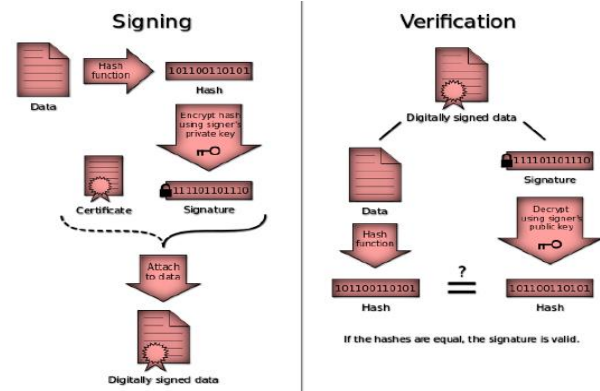 Signing
Hash
function
101100110101
Data
Hash
Encrypt hash
using signer's
private key
111101101110
Certificate
Signature
Attach
to data
Digitally signed data
Verification
Digitally signed data
111101101110
Signature
Data
Hash
function
Decrypt
using signer's
public key
101100110101
?
=
101100110101
Hash
Hash
If the hashes are equal, the signature is valid.